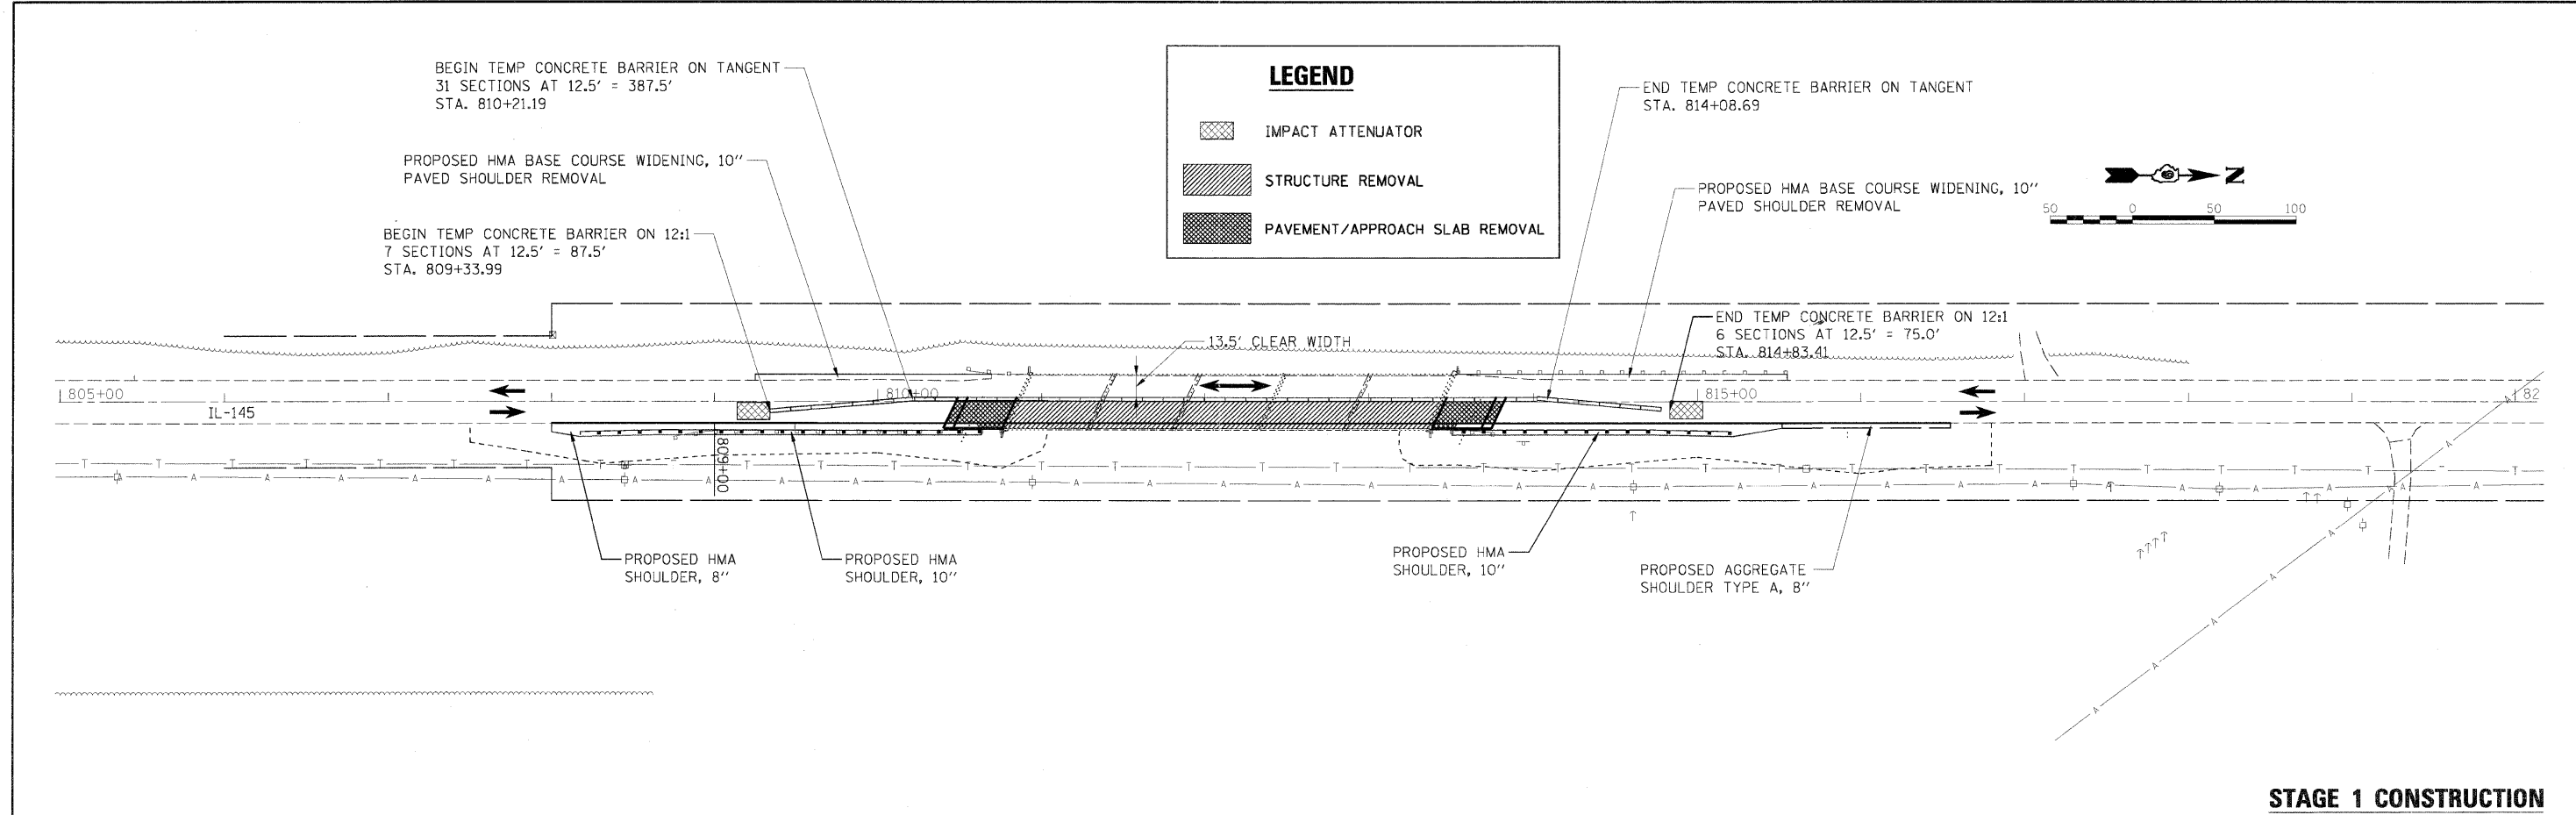 BEGIN TEMP CONCRETE BARRIER ON TANGENT
31 SECTIONS AT 12.5' = 387.5'
STA. 810+21.19
PROPOSED HMA BASE COURSE WIDENING, 10"
PAVED SHOULDER REMOVAL
BEGIN TEMP CONCRETE BARRIER ON 12:1
7 SECTIONS AT 12.5' = 87.5'
STA. 809+33.99
LEGEND
IMPACT ATTENUATOR
STRUCTURE REMOVAL
PAVEMENT/APPROACH SLAB REMOVAL
END TEMP CONCRETE BARRIER ON TANGENT
STA. 814+08.69
PROPOSED HMA BASE COURSE WIDENING, 10"
PAVED SHOULDER REMOVAL
N
50 0 50 100
END TEMP CONCRETE BARRIER ON 12:1
6 SECTIONS AT 12.5' = 75.0'
STA. 814+83.41
13.5' CLEAR WIDTH
805+00
810+00
815+00
82
IL-145
809+00
T T T T T T T T T T T T T T T T T T T T T T T T T T T T T T T T T
A A A A A A A A A A A A A A A A A A A A A A A A A A A A A A A
PROPOSED HMA
SHOULDER, 8"
PROPOSED HMA
SHOULDER, 10"
PROPOSED HMA
SHOULDER, 10"
PROPOSED AGGREGATE
SHOULDER TYPE A, 8"
A A A A A A A
STAGE 1 CONSTRUCTION